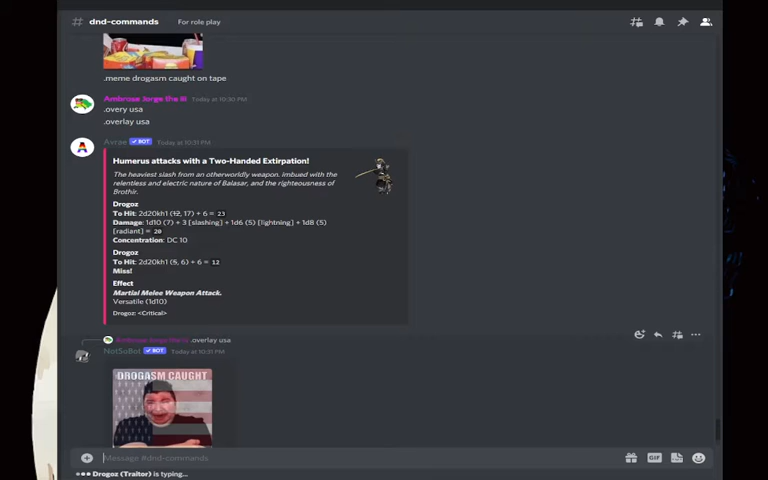 # dnd-commands For role play
.meme drogasm caught on tape
Ambrose Jorge the III Today at 10:30 PM
.overy usa
.overlay usa
Avrae BOT Today at 10:31 PM
Humerus attacks with a Two-Handed Extirpation!
The heaviest slash from an otherworldly weapon. imbued with the
relentless and electric nature of Balasar, and the righteousness of
Brothir.
Drogoz
To Hit: 2d20kh1 (12, 17) + 6 = 23
Damage: 1d10 (7) + 3 [slashing] + 1d6 (5) [lightning] + 1d8 (5)
[radiant] = 20
Concentration: DC 10
Drogoz
To Hit: 2d20kh1 (5, 6) + 6 = 12
Miss!
Effect
Martial Melee Weapon Attack.
Versatile (1d10)
Drogoz: <Critical>
.overlay usa
NotSoBot BOT Today at 10:31 PM
DROGASM CAUGHT
Message #dnd-commands
GIF
Drogoz (Traitor) is typing...